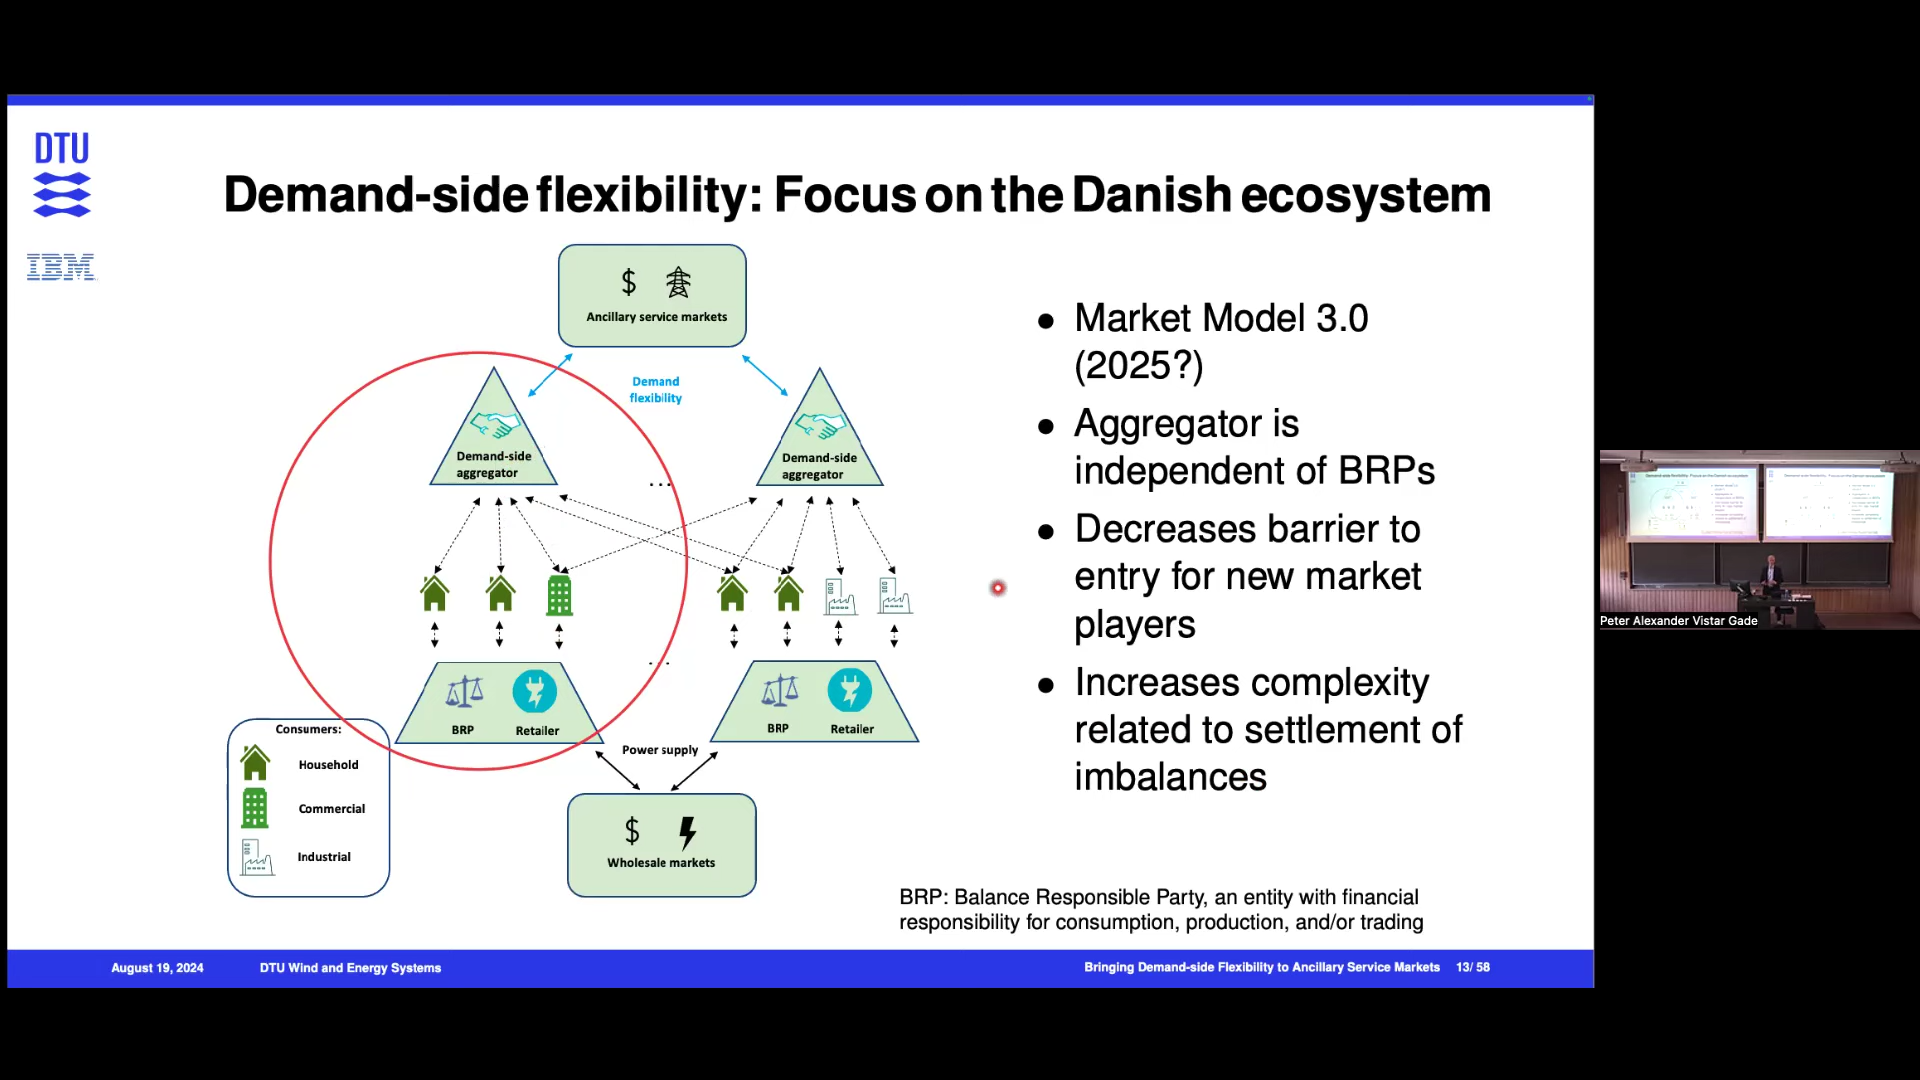 DTU
IBM
Demand-side flexibility: Focus on the Danish ecosystem
$
Ancillary service markets
Demand
flexibility
Demand-side
aggregator
Demand-side
aggregator
...
...
BRP
Retailer
BRP
Retailer
Power supply
Consumers:
Household
Commercial
Industrial
$
Wholesale markets
• Market Model 3.0
(2025?)
• Aggregator is
independent of BRPs
• Decreases barrier to
entry for new market
players
• Increases complexity
related to settlement of
imbalances
BRP: Balance Responsible Party, an entity with financial
responsibility for consumption, production, and/or trading
August 19, 2024
DTU Wind and Energy Systems
Bringing Demand-side Flexibility to Ancillary Service Markets
13/ 58
Peter Alexander Vistar Gade